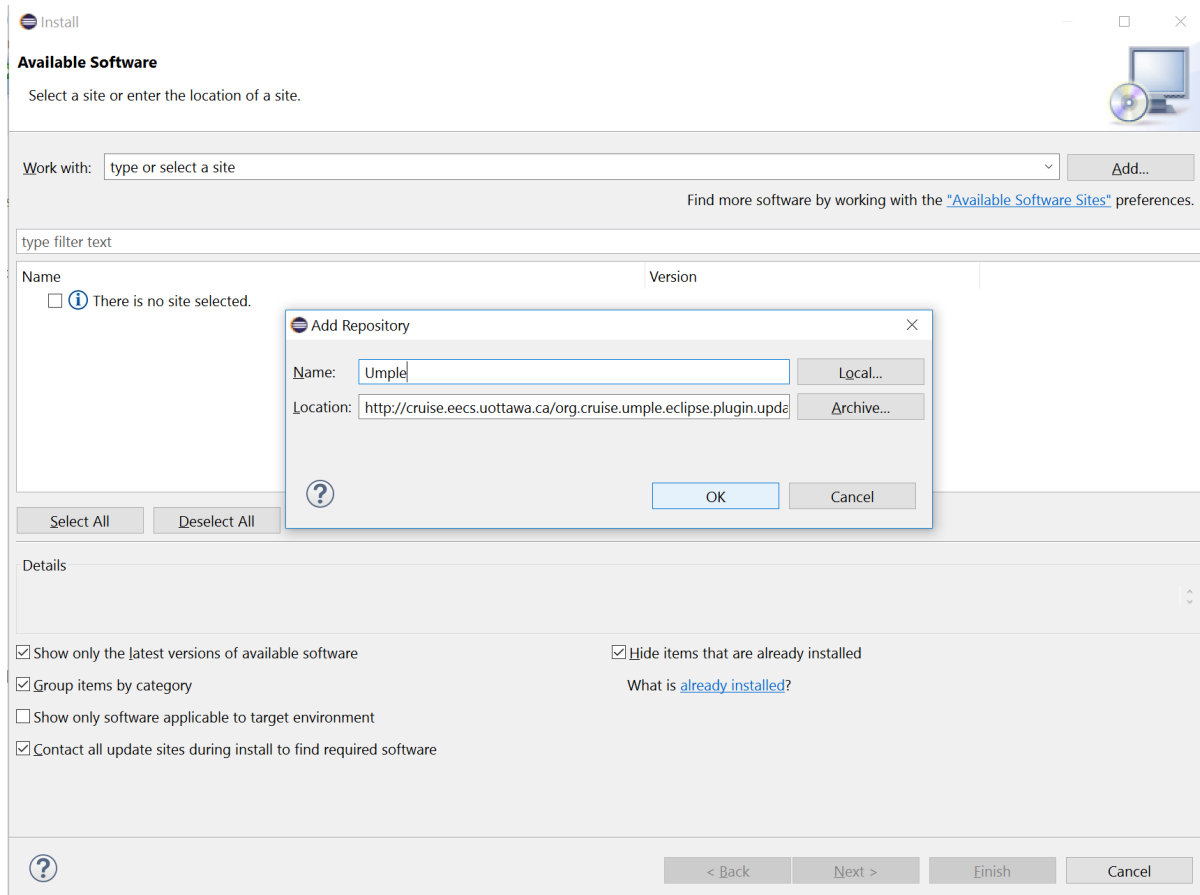 Install
Available Software
Select a site or enter the location of a site.
Work with: type or select a site Add...
Find more software by working with the "Available Software Sites" preferences.
type filter text
Name Version
There is no site selected.
Add Repository
Name: Umple Local...
Location: http://cruise.eecs.uottawa.ca/org.cruise.umple.eclipse.plugin.upda Archive...
OK Cancel
Select All Deselect All
Details
Show only the latest versions of available software Hide items that are already installed
Group items by category What is already installed?
Show only software applicable to target environment
Contact all update sites during install to find required software
< Back Next > Finish Cancel